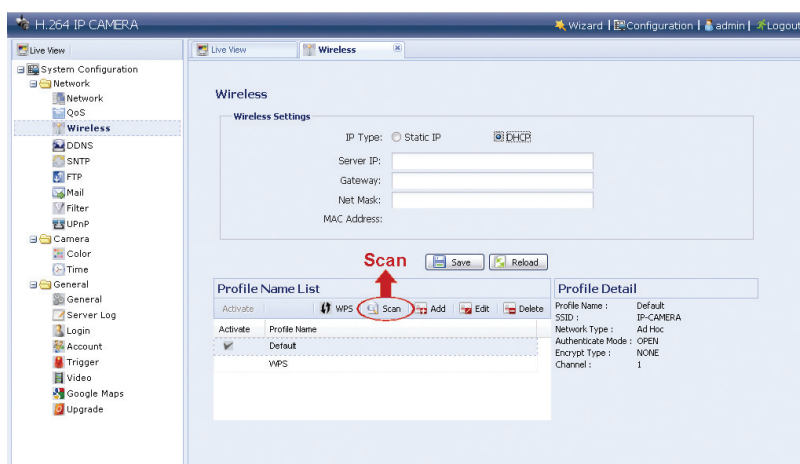 H.264 IP CAMERA
Wizard | Configuration | admin | Logout
Live View
System Configuration
Network
Network
QoS
Wireless
DDNS
SNTP
FTP
Mail
Filter
UPnP
Camera
Color
Time
General
General
Server Log
Login
Account
Trigger
Video
Google Maps
Upgrade
Live View
Wireless
Wireless
Wireless Settings
IP Type: Static IP DHCP
Server IP:
Gateway:
Net Mask:
MAC Address:
Scan
Save Reload
Profile Name List
Activate WPS Scan Add Edit Delete
Activate Profile Name
Default
WPS
Profile Detail
Profile Name : Default
SSID : IP-CAMERA
Network Type : Ad Hoc
Authenticate Mode : OPEN
Encrypt Type : NONE
Channel : 1